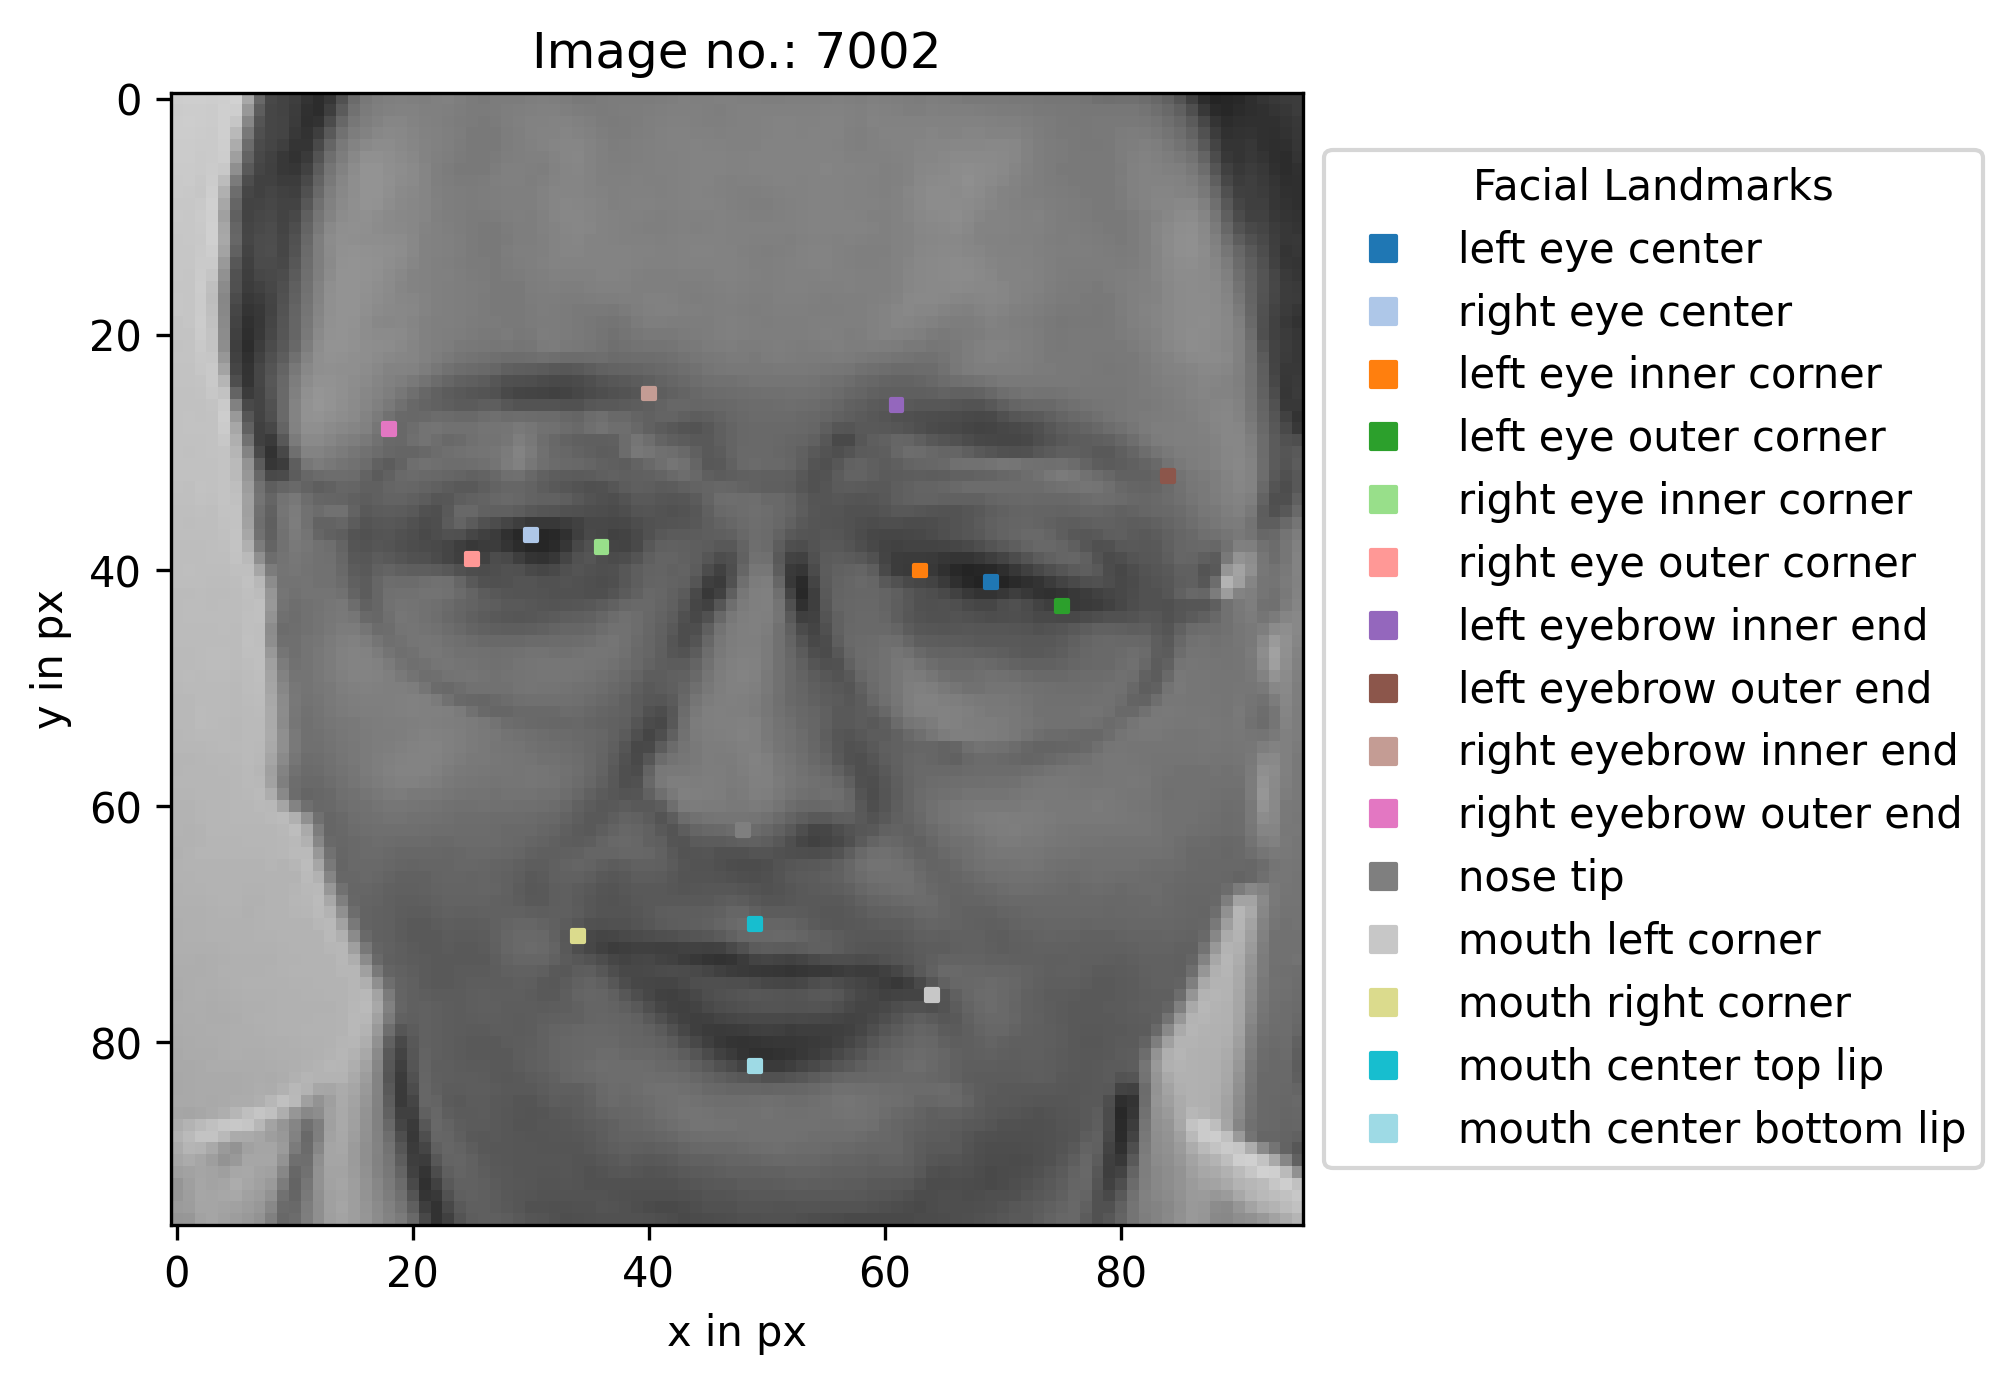 Image no.: 7002
0
20
40
60
80
y in px
0 20 40 60 80
x in px
Facial Landmarks
left eye center
right eye center
left eye inner corner
left eye outer corner
right eye inner corner
right eye outer corner
left eyebrow inner end
left eyebrow outer end
right eyebrow inner end
right eyebrow outer end
nose tip
mouth left corner
mouth right corner
mouth center top lip
mouth center bottom lip